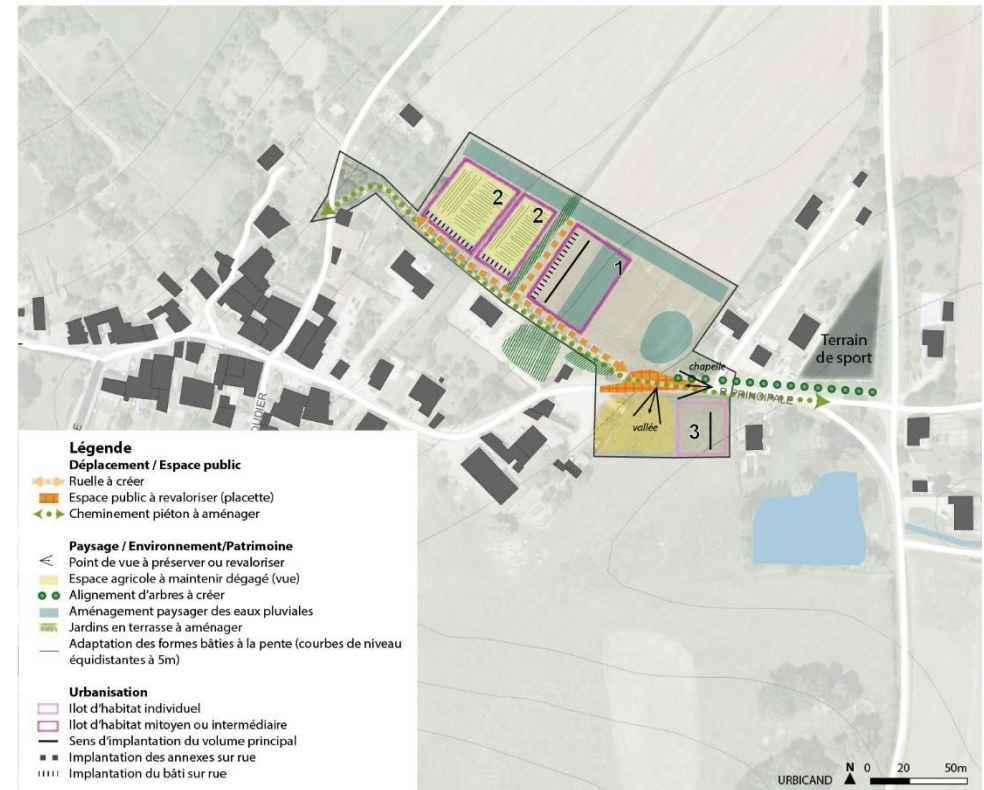 2
2
1
Terrain
de sport
chapelle
R PRINCIPALE
vallée
3
OUDIER
Légende
Déplacement / Espace public
Ruelle à créer
Espace public à revaloriser (placette)
Cheminement piéton à aménager
Paysage / Environnement/Patrimoine
Point de vue à préserver ou revaloriser
Espace agricole à maintenir dégagé (vue)
Alignement d'arbres à créer
Aménagement paysager des eaux pluviales
Jardins en terrasse à aménager
Adaptation des formes bâties à la pente (courbes de niveau
équidistantes à 5m)
Urbanisation
Ilot d'habitat individuel
Ilot d'habitat mitoyen ou intermédiaire
Sens d'implantation du volume principal
Implantation des annexes sur rue
Implantation du bâti sur rue
URBICAND
N 0 20 50m